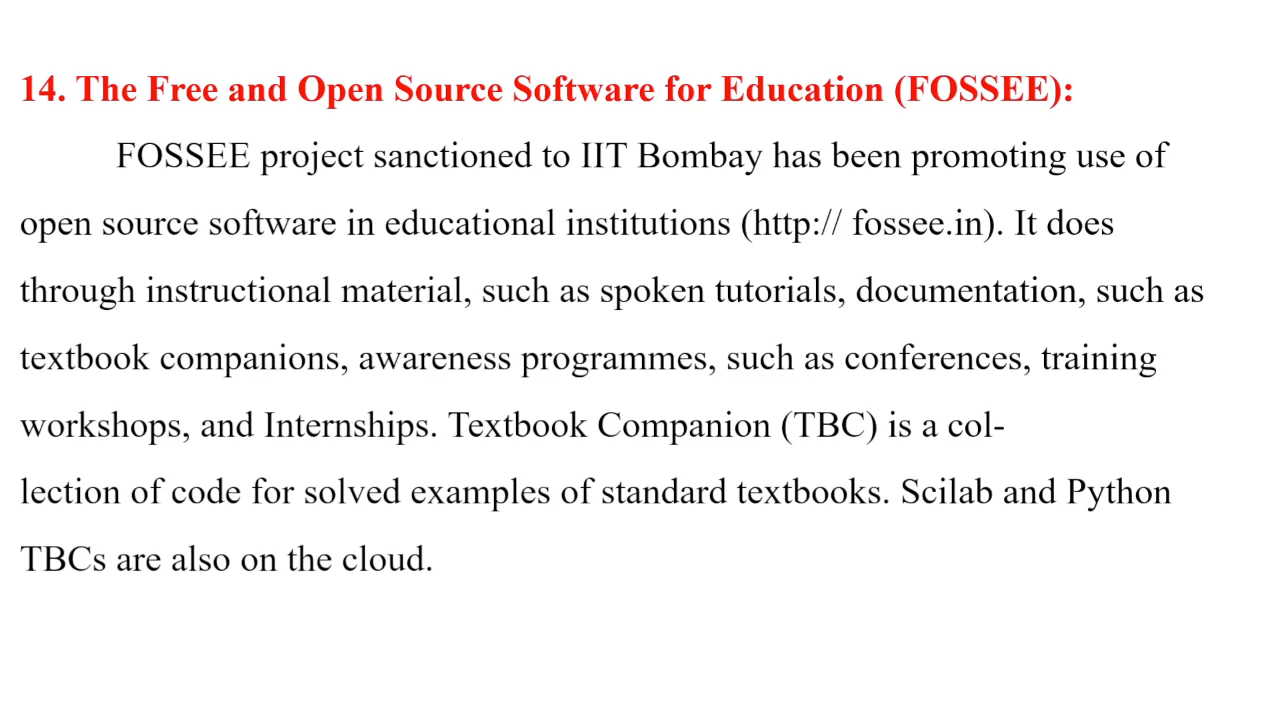 14. The Free and Open Source Software for Education (FOSSEE):
FOSSEE project sanctioned to IIT Bombay has been promoting use of
open source software in educational institutions (http:// fossee.in). It does
through instructional material, such as spoken tutorials, documentation, such as
textbook companions, awareness programmes, such as conferences, training
workshops, and Internships. Textbook Companion (TBC) is a col-
lection of code for solved examples of standard textbooks. Scilab and Python
TBCs are also on the cloud.